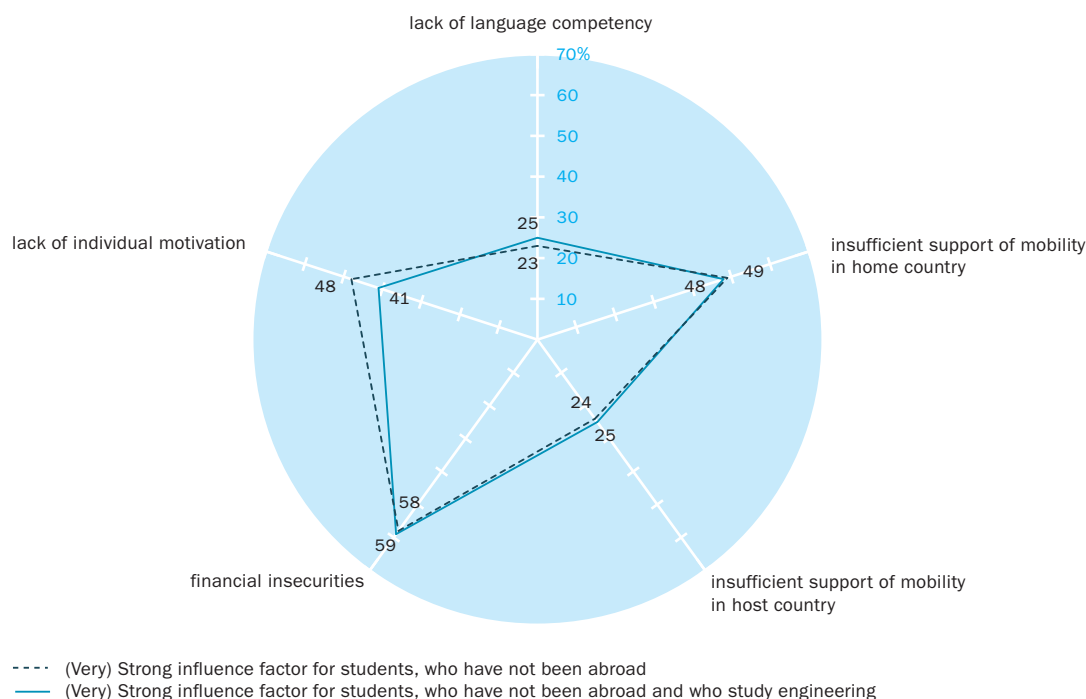 lack of language competency
70%
60
50
40
30
20
10
25
23
lack of individual motivation
48
41
insufficient support of mobility
in home country
49
48
24
25
58
59
financial insecurities
insufficient support of mobility
in host country
(Very) Strong influence factor for students, who have not been abroad
(Very) Strong influence factor for students, who have not been abroad and who study engineering